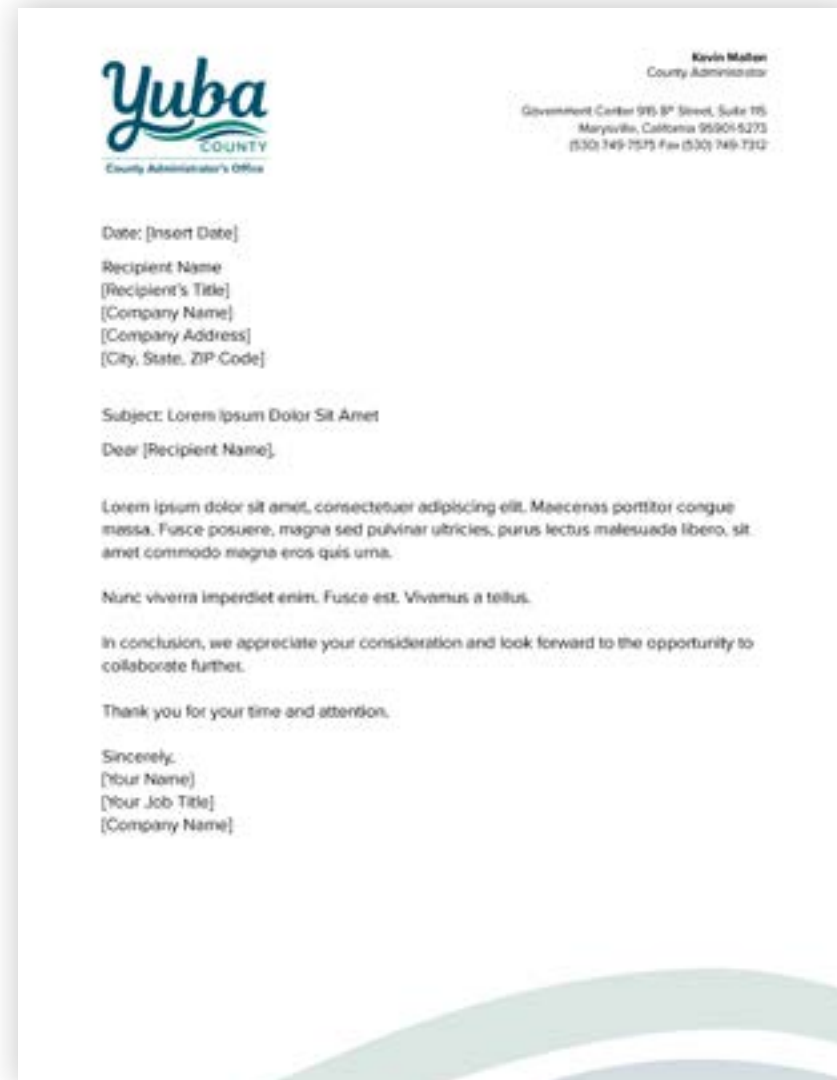 Yuba
COUNTY
County Administrator's Office
Kevin Mallen
County Administrator
Government Center 915 8th Street, Suite 115
Marysville, California 95901-5273
(530) 749-7575 Fax (530) 749-7312
Date: [Insert Date]
Recipient Name
[Recipient's Title]
[Company Name]
[Company Address]
[City, State, ZIP Code]
Subject: Lorem Ipsum Dolor Sit Amet
Dear [Recipient Name],
Lorem ipsum dolor sit amet, consectetuer adipiscing elit. Maecenas porttitor congue
massa. Fusce posuere, magna sed pulvinar ultricies, purus lectus malesuada libero, sit
amet commodo magna eros quis urna.
Nunc viverra imperdiet enim. Fusce est. Vivamus a tellus.
In conclusion, we appreciate your consideration and look forward to the opportunity to
collaborate further.
Thank you for your time and attention.
Sincerely,
[Your Name]
[Your Job Title]
[Company Name]